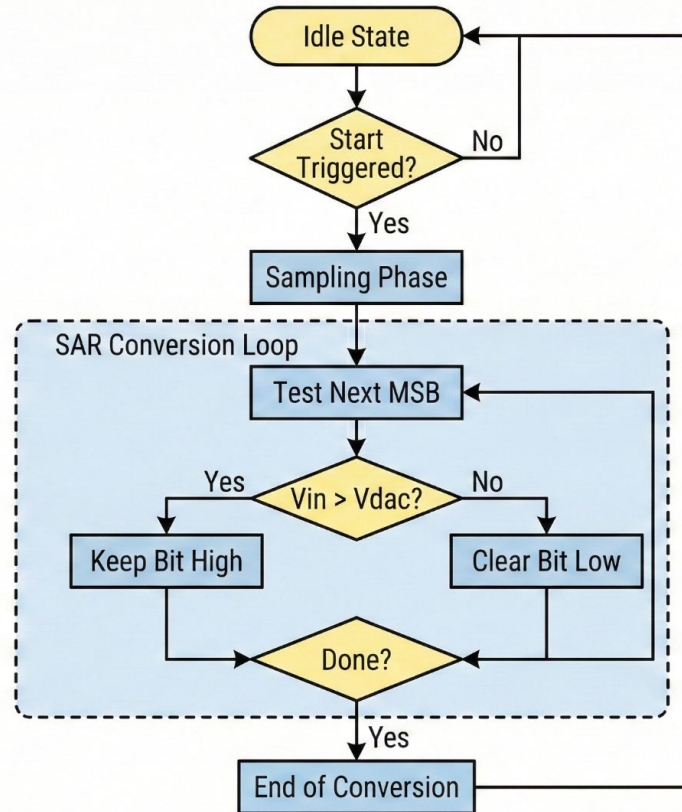 Idle State
Start
Triggered?
No
Yes
Sampling Phase
SAR Conversion Loop
Test Next MSB
Yes
Vin > Vdac?
No
Keep Bit High
Clear Bit Low
Done?
Yes
End of Conversion